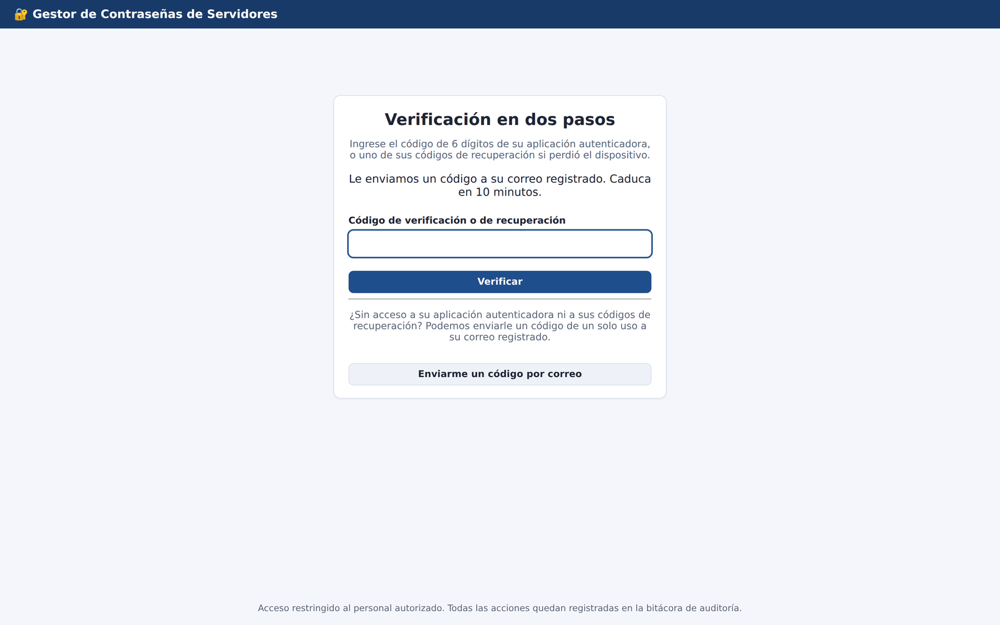 🔐 Gestor de Contraseñas de Servidores
Verificación en dos pasos
Ingrese el código de 6 dígitos de su aplicación autenticadora,
o uno de sus códigos de recuperación si perdió el dispositivo.
Le enviamos un código a su correo registrado. Caduca
en 10 minutos.
Código de verificación o de recuperación
Verificar
¿Sin acceso a su aplicación autenticadora ni a sus códigos de
recuperación? Podemos enviarle un código de un solo uso a
su correo registrado.
Enviarme un código por correo
Acceso restringido al personal autorizado. Todas las acciones quedan registradas en la bitácora de auditoría.